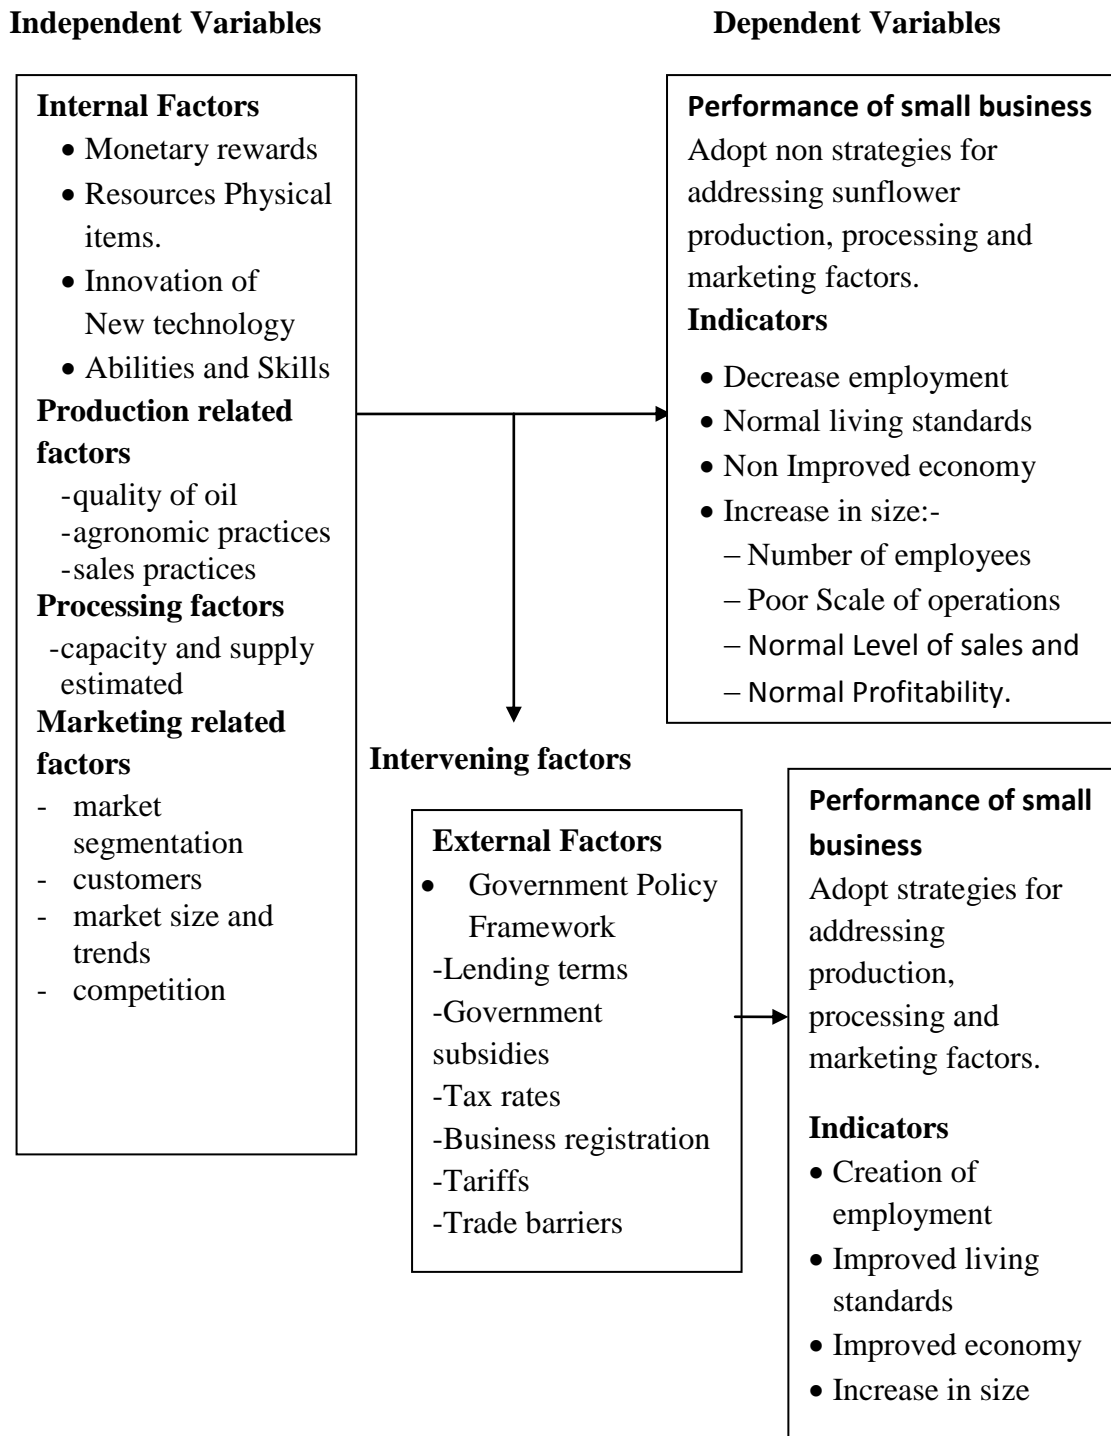 Independent Variables
Dependent Variables
Internal Factors
• Monetary rewards
• Resources Physical
items.
• Innovation of
New technology
• Abilities and Skills
Production related
factors
-quality of oil
-agronomic practices
-sales practices
Processing factors
-capacity and supply
estimated
Marketing related
factors
- market
segmentation
- customers
- market size and
trends
- competition
Performance of small business
Adopt non strategies for
addressing sunflower
production, processing and
marketing factors.
Indicators
• Decrease employment
• Normal living standards
• Non Improved economy
• Increase in size:-
– Number of employees
– Poor Scale of operations
– Normal Level of sales and
– Normal Profitability.
Intervening factors
External Factors
• Government Policy
Framework
-Lending terms
-Government
subsidies
-Tax rates
-Business registration
-Tariffs
-Trade barriers
Performance of small
business
Adopt strategies for
addressing
production,
processing and
marketing factors.
Indicators
• Creation of
employment
• Improved living
standards
• Improved economy
• Increase in size